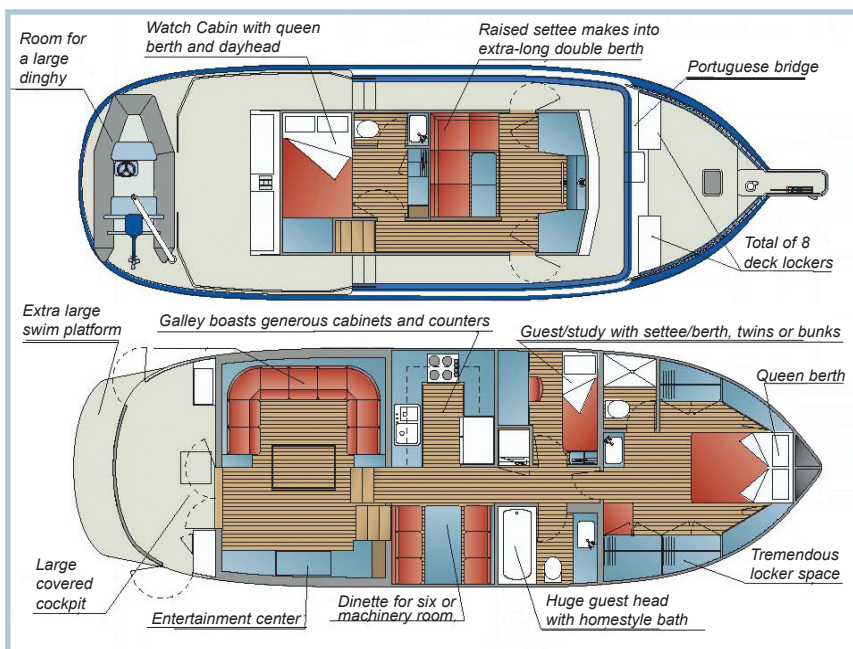 Room for
a large
dinghy
Watch Cabin with queen
berth and dayhead
Raised settee makes into
extra-long double berth
Portuguese bridge
Total of 8
deck lockers
Extra large
swim platform
Galley boasts generous cabinets and counters
Guest/study with settee/berth, twins or bunks
Queen berth
Large
covered
cockpit
Entertainment center
Dinette for six or
machinery room
Huge guest head
with homestyle bath
Tremendous
locker space